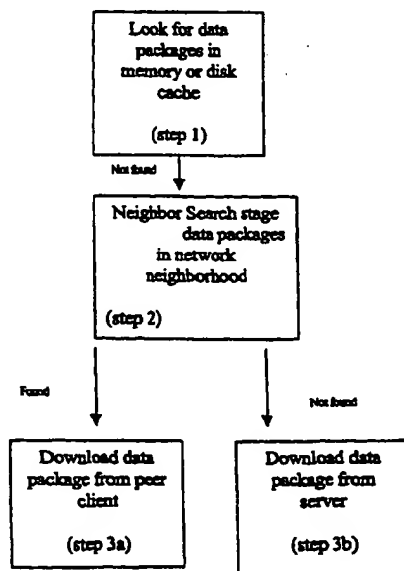 Look for data
packages in
memory or disk
cache
(step 1)
Not found
Neighbor Search stage
data packages
in network
neighborhood
(step 2)
Found
Not found
Download data
package from peer
client
(step 3a)
Download data
package from
server
(step 3b)